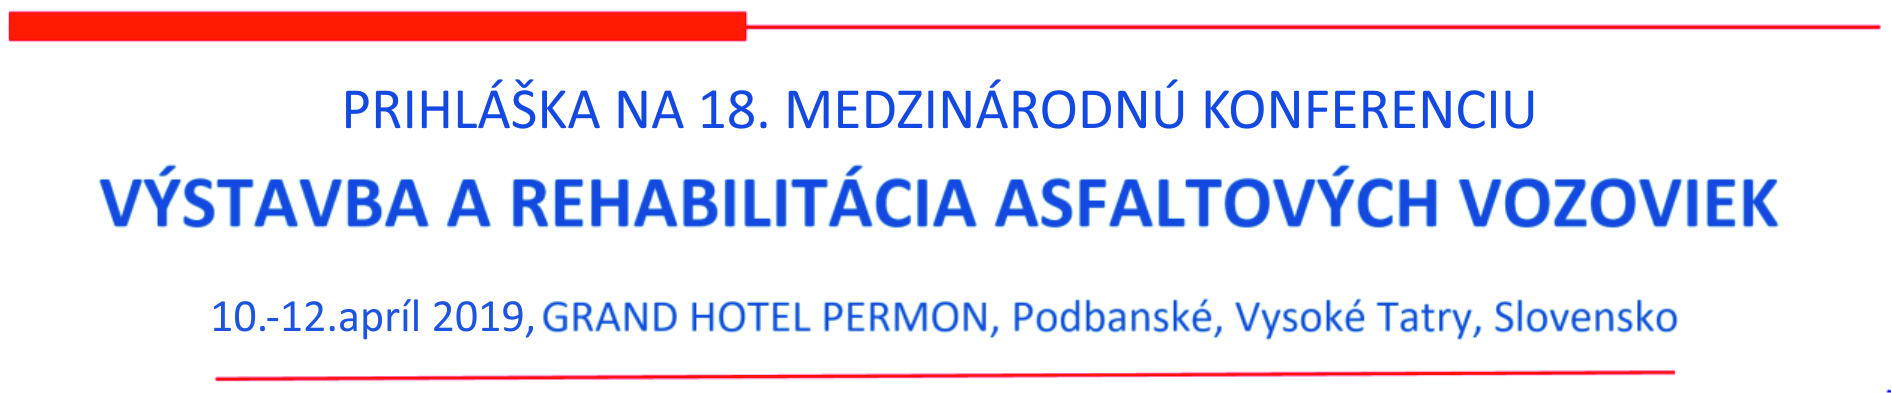 PRIHLÁŠKA NA 18. MEDZINÁRODNÚ KONFERENCIU
VÝSTAVBA A REHABILITÁCIA ASFALTOVÝCH VOZOVIEK
10.-12.apríl 2019, GRAND HOTEL PERMON, Podbanské, Vysoké Tatry, Slovensko